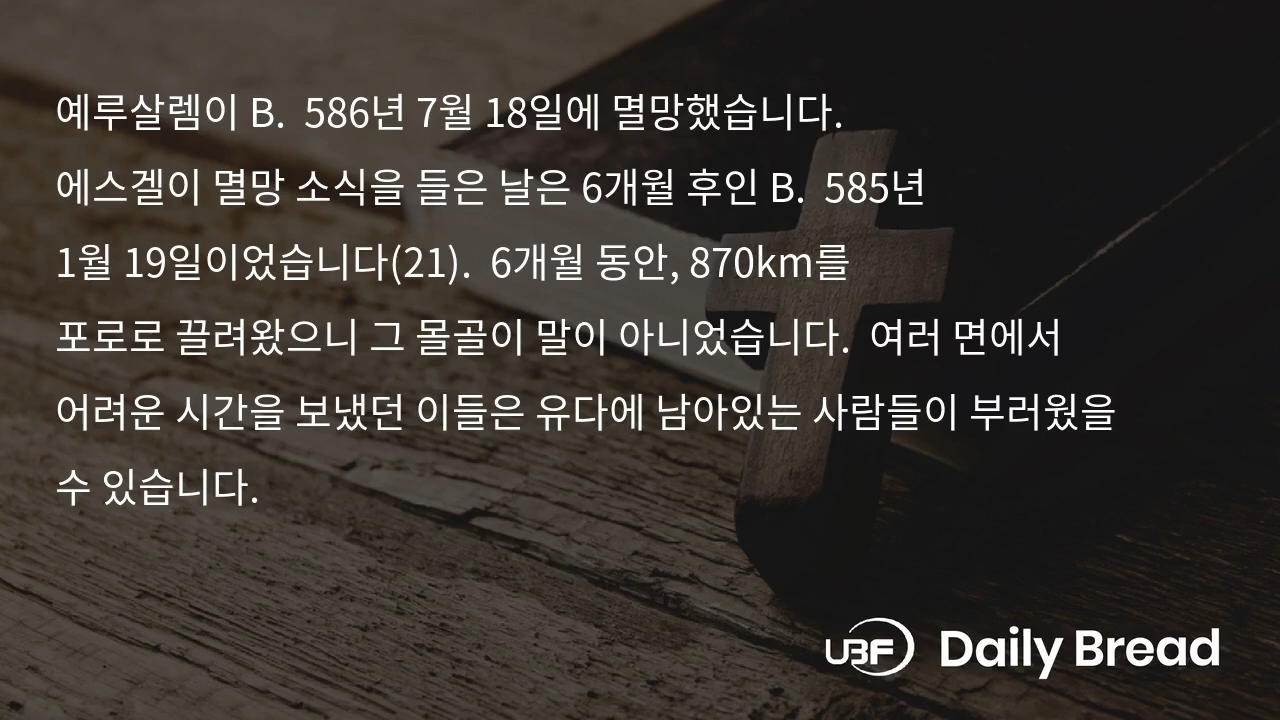 예루살렘이 B.  586년 7월 18일에 멸망했습니다.
에스겔이 멸망 소식을 들은 날은 6개월 후인 B.  585년
1월 19일이었습니다(21).  6개월 동안, 870km를
포로로 끌려왔으니 그 몰골이 말이 아니었습니다.  여러 면에서
어려운 시간을 보냈던 이들은 유다에 남아있는 사람들이 부러웠을
수 있습니다.
UBF Daily Bread